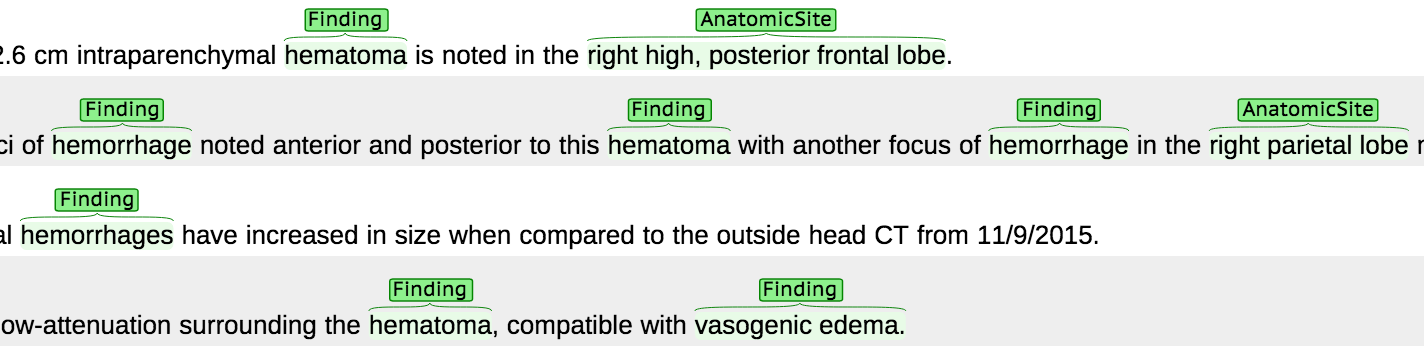 Finding AnatomicSite
2.6 cm intraparenchymal hematoma is noted in the right high, posterior frontal lobe.
Finding Finding Finding AnatomicSite
ci of hemorrhage noted anterior and posterior to this hematoma with another focus of hemorrhage in the right parietal lobe
Finding
al hemorrhages have increased in size when compared to the outside head CT from 11/9/2015.
Finding Finding
ow-attenuation surrounding the hematoma, compatible with vasogenic edema.